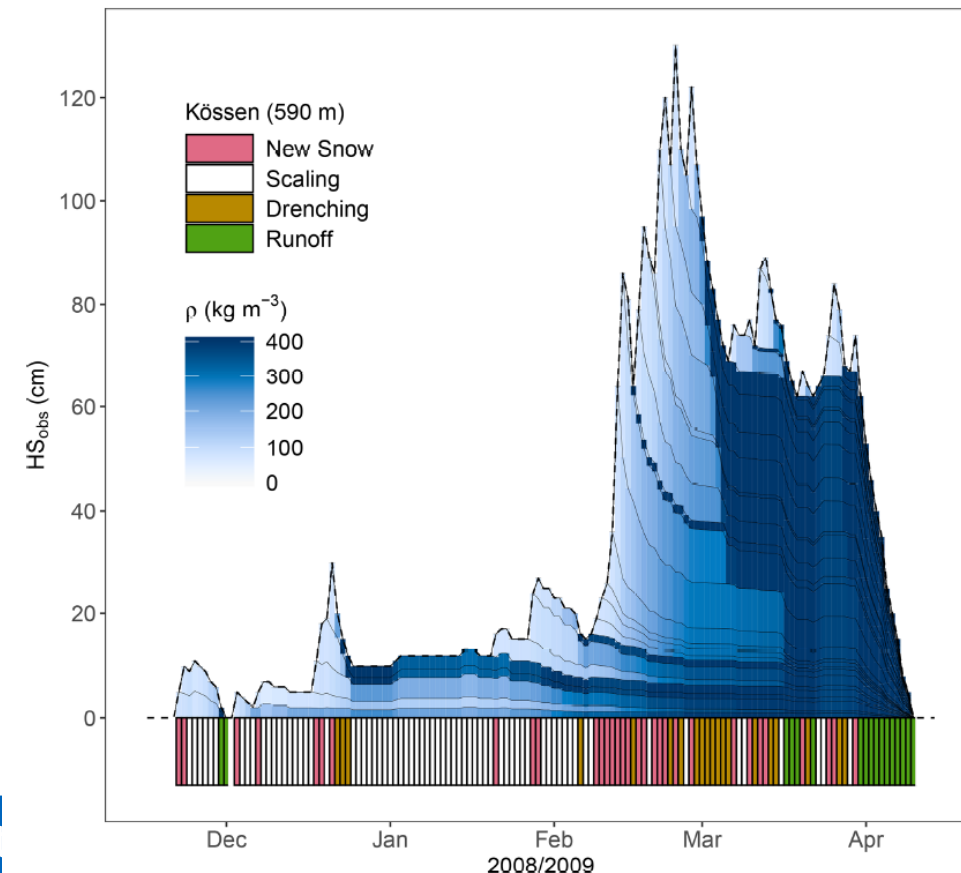 Kössen (590 m)
New Snow
Scaling
Drenching
Runoff
ρ (kg m⁻³)
400
300
200
100
0
HSobs (cm)
120
100
80
60
40
20
0
Dec Jan Feb Mar Apr
2008/2009